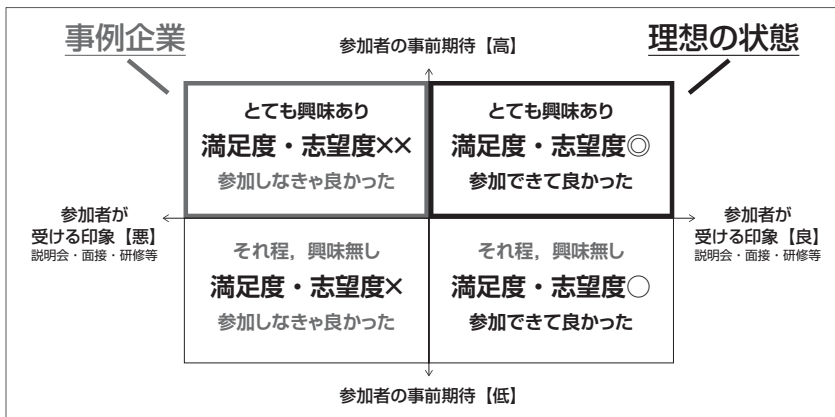 事例企業
参加者の事前期待【高】
理想の状態
とても興味あり
満足度・志望度××
参加しなきゃ良かった
とても興味あり
満足度・志望度◎
参加できて良かった
参加者が
受ける印象【悪】
説明会・面接・研修等
参加者が
受ける印象【良】
説明会・面接・研修等
それ程，興味無し
満足度・志望度×
参加しなきゃ良かった
それ程，興味無し
満足度・志望度○
参加できて良かった
参加者の事前期待【低】